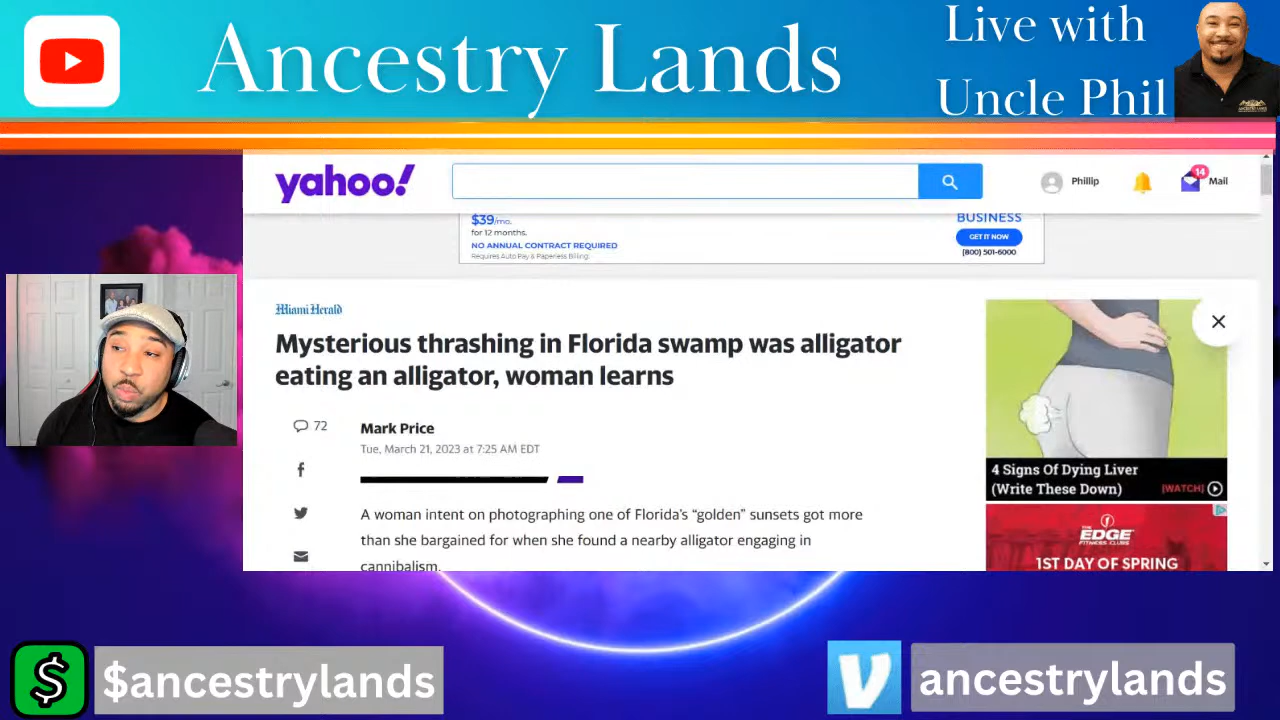 Ancestry Lands
Live with
Uncle Phil
yahoo!
Phillip
14
Mail
$39/mo.
for 12 months.
NO ANNUAL CONTRACT REQUIRED
Requires Auto Pay & Paperless Billing.
BUSINESS
GET IT NOW
(800) 501-6000
Miami Herald
Mysterious thrashing in Florida swamp was alligator
eating an alligator, woman learns
72
Mark Price
Tue, March 21, 2023 at 7:25 AM EDT
A woman intent on photographing one of Florida's “golden” sunsets got more
than she bargained for when she found a nearby alligator engaging in
cannibalism.
4 Signs Of Dying Liver
(Write These Down)
[WATCH]
THE
EDGE
FITNESS CLUBS
1ST DAY OF SPRING
$ancestrylands
ancestrylands